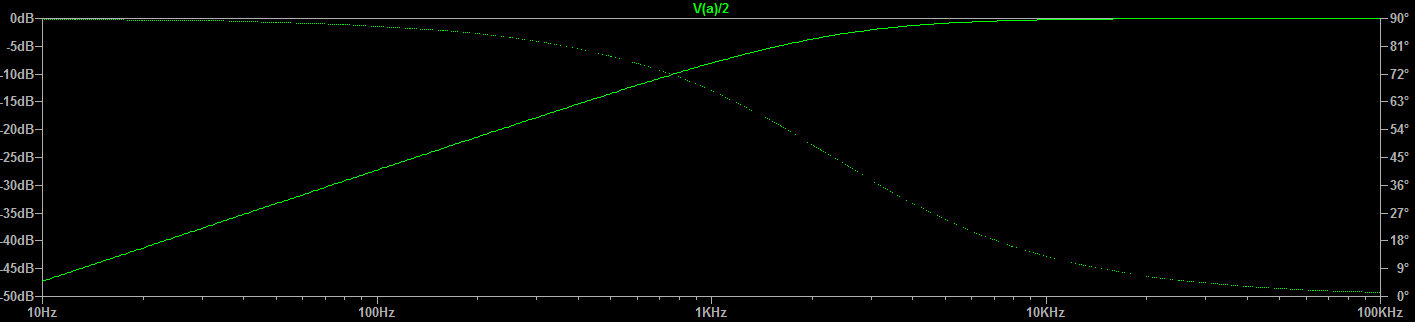 V(a)/2
0dB
-5dB
-10dB
-15dB
-20dB
-25dB
-30dB
-35dB
-40dB
-45dB
-50dB
90°
81°
72°
63°
54°
45°
36°
27°
18°
9°
0°
10Hz 100Hz 1KHz 10KHz 100KHz